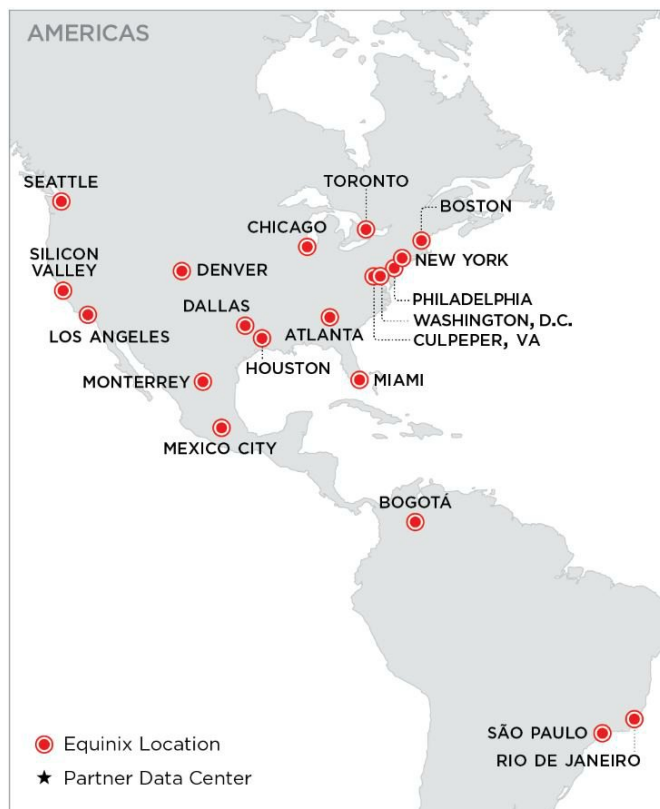 AMERICAS
SEATTLE
TORONTO
BOSTON
CHICAGO
SILICON
VALLEY
DENVER
NEW YORK
PHILADELPHIA
DALLAS
WASHINGTON, D.C.
LOS ANGELES
ATLANTA
CULPEPER, VA
HOUSTON
MONTERREY
MIAMI
MEXICO CITY
BOGOTÁ
SÃO PAULO
RIO DE JANEIRO
Equinix Location
Partner Data Center